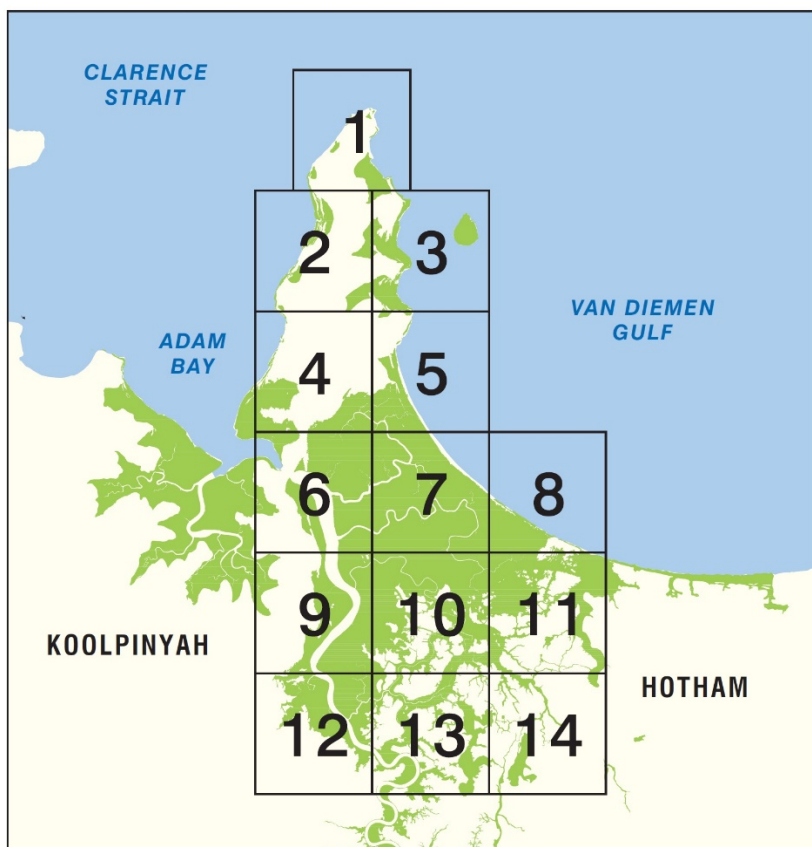 CLARENCE
STRAIT
1
2
3
VAN DIEMEN
GULF
ADAM
BAY
4
5
6
7
8
9
10
11
KOOLPINYAH
HOTHAM
12
13
14